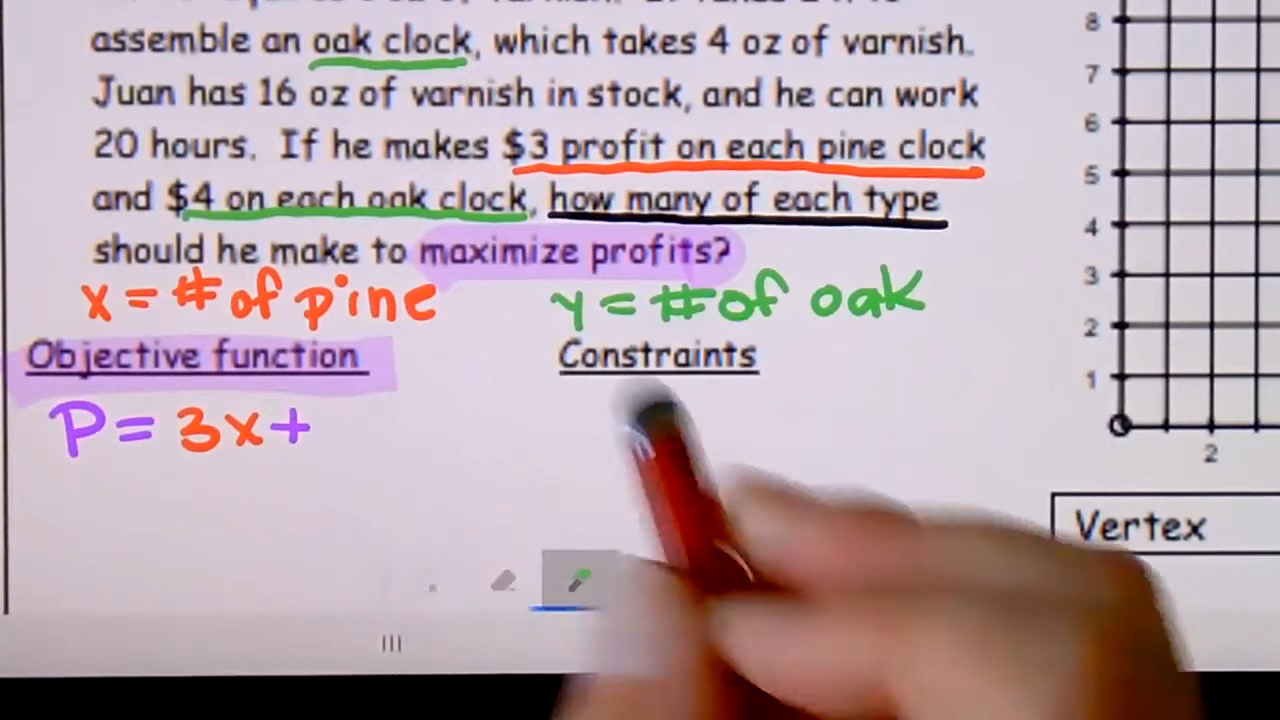 assemble an oak clock, which takes 4 oz of varnish.
Juan has 16 oz of varnish in stock, and he can work
20 hours. If he makes $3 profit on each pine clock
and $4 on each oak clock, how many of each type
should he make to maximize profits?
x = # of pine y = # of oak
Objective function Constraints
P = 3x +
8
7
6
5
4
3
2
1
2
Vertex